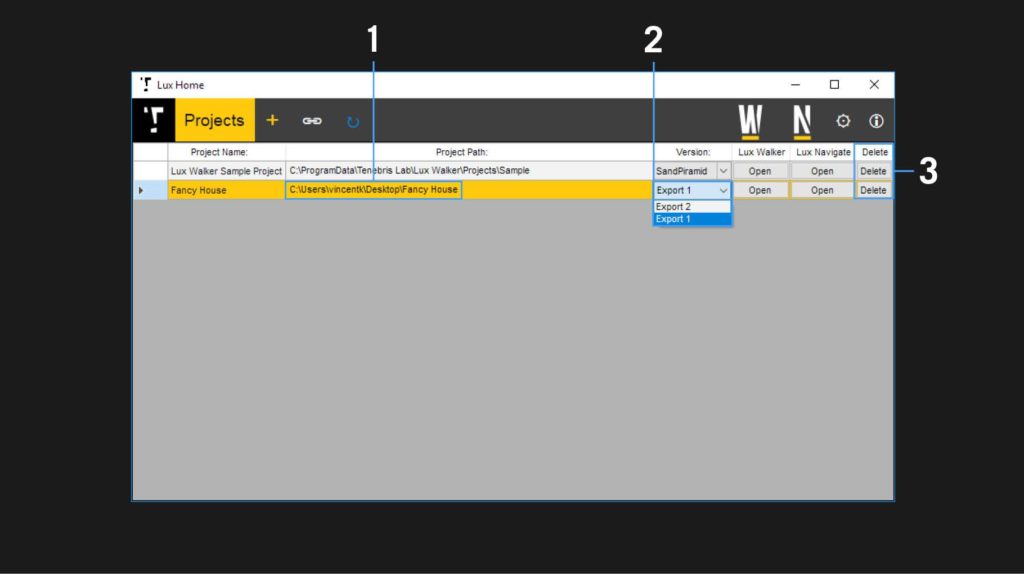 1
2
Lux Home
Projects
Project Name:
Project Path:
Version:
Lux Walker
Lux Navigate
Delete
Lux Walker Sample Project
C:\ProgramData\Tenebris Lab\Lux Walker\Projects\Sample
SandPiramid
Open
Open
Delete
3
Fancy House
C:\Users\vincentk\Desktop\Fancy House
Export 1
Open
Open
Delete
Export 2
Export 1